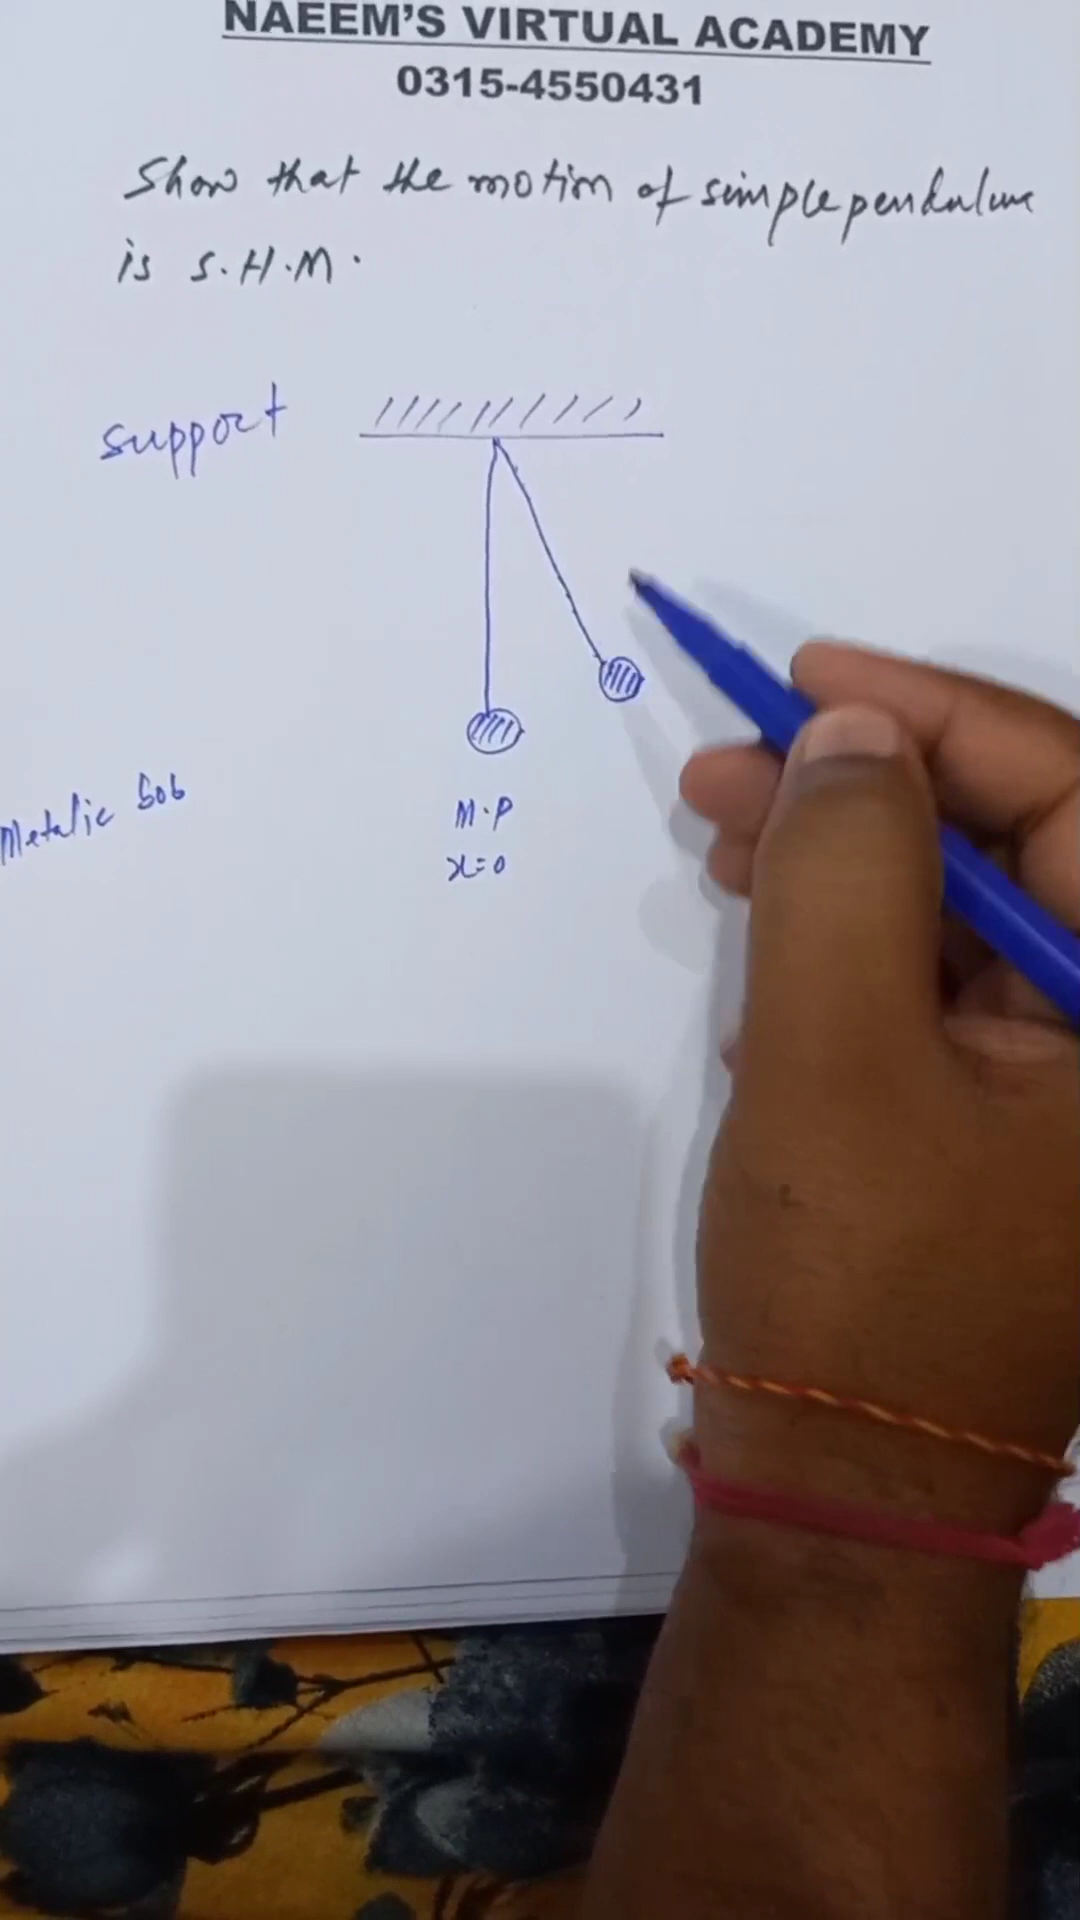 NAEEM'S VIRTUAL ACADEMY
0315-4550431
Show that the motion of simple pendulum
is S.H.M.
support
Metalic bob
M.P
x=0